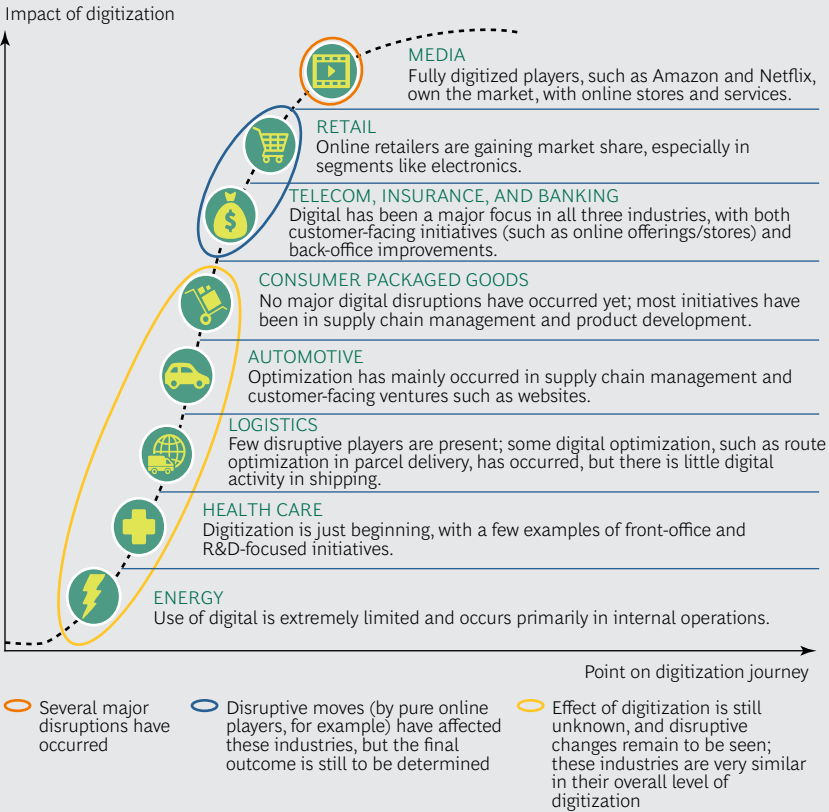 Impact of digitization
MEDIA
Fully digitized players, such as Amazon and Netflix,
own the market, with online stores and services.
RETAIL
Online retailers are gaining market share, especially in
segments like electronics.
TELECOM, INSURANCE, AND BANKING
Digital has been a major focus in all three industries, with both
customer-facing initiatives (such as online offerings/stores) and
back-office improvements.
$
CONSUMER PACKAGED GOODS
No major digital disruptions have occurred yet; most initiatives have
been in supply chain management and product development.
AUTOMOTIVE
Optimization has mainly occurred in supply chain management and
customer-facing ventures such as websites.
LOGISTICS
Few disruptive players are present; some digital optimization, such as route
optimization in parcel delivery, has occurred, but there is little digital
activity in shipping.
HEALTH CARE
Digitization is just beginning, with a few examples of front-office and
R&D-focused initiatives.
ENERGY
Use of digital is extremely limited and occurs primarily in internal operations.
Point on digitization journey
Several major
disruptions have
occurred
Disruptive moves (by pure online
players, for example) have affected
these industries, but the final
outcome is still to be determined
Effect of digitization is still
unknown, and disruptive
changes remain to be seen;
these industries are very similar
in their overall level of
digitization